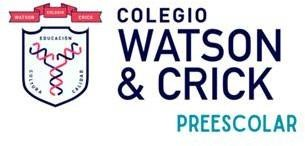 WATSON COLEGIO CRICK
EDUCACIÓN
CULTURA
CALIDAD
COLEGIO
WATSON
& CRICK
PREESCOLAR